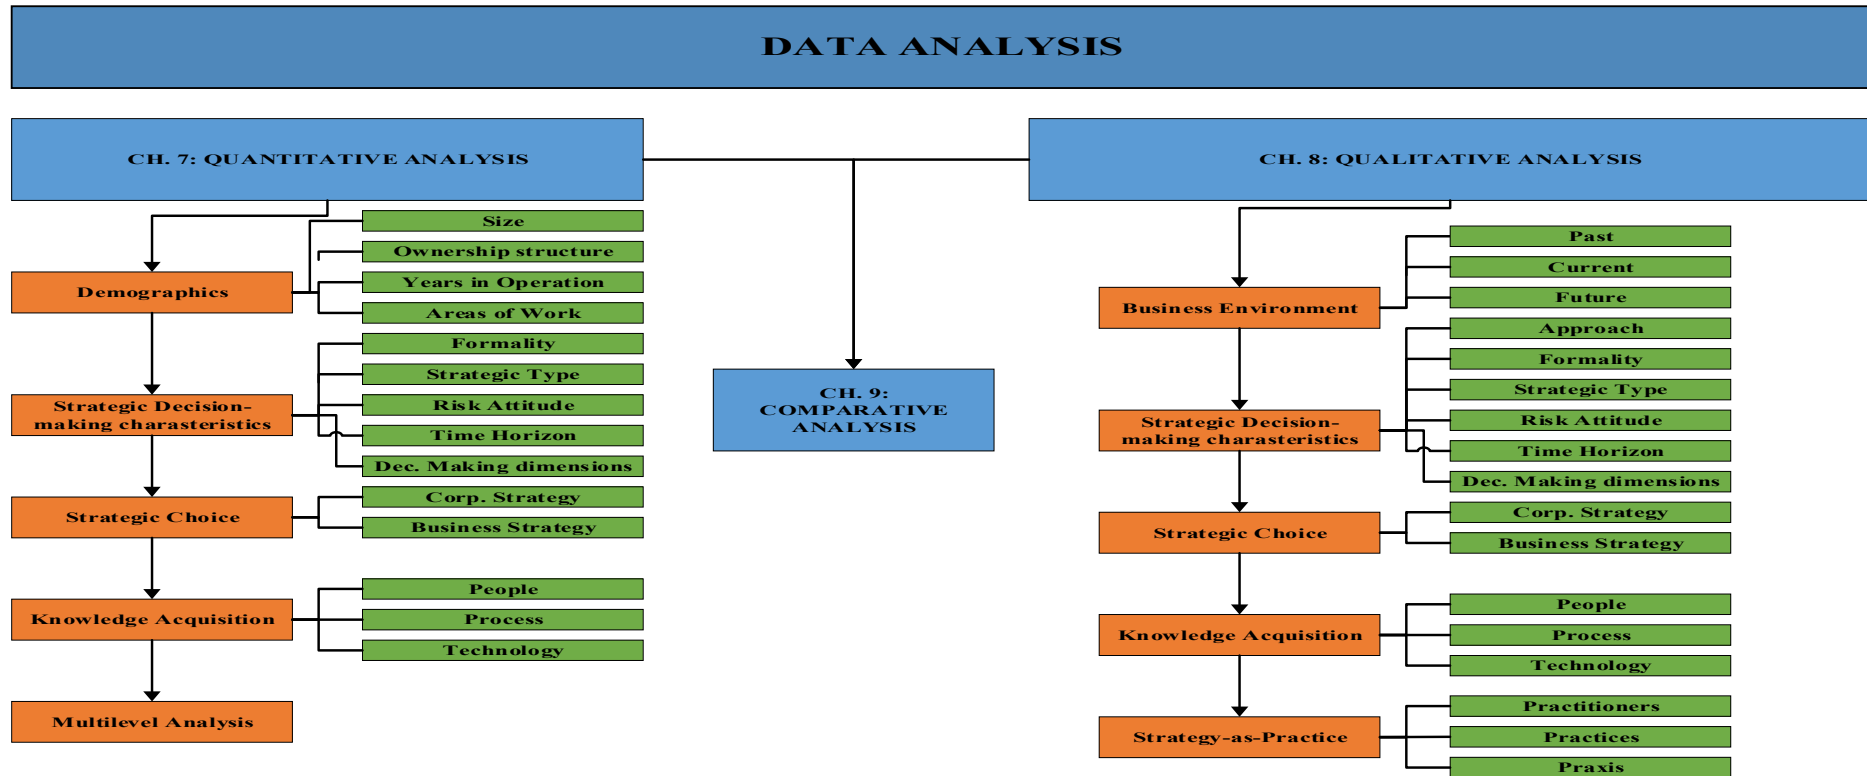 DATA ANALYSIS
CH. 7: QUANTITATIVE ANALYSIS
Size
Ownership structure
Demographics
Years in Operation
Areas of Work
Formality
Strategic Type
Strategic Decision-
making charasteristics
Risk Attitude
Time Horizon
Dec. Making dimensions
Strategic Choice
Corp. Strategy
Business Strategy
Knowledge Acquisition
People
Process
Technology
Multilevel Analysis
CH. 9:
COMPARATIVE
ANALYSIS
CH. 8: QUALITATIVE ANALYSIS
Business Environment
Past
Current
Future
Strategic Decision-
making charasteristics
Approach
Formality
Strategic Type
Risk Attitude
Time Horizon
Dec. Making dimensions
Strategic Choice
Corp. Strategy
Business Strategy
Knowledge Acquisition
People
Process
Technology
Strategy-as-Practice
Practitioners
Practices
Praxis